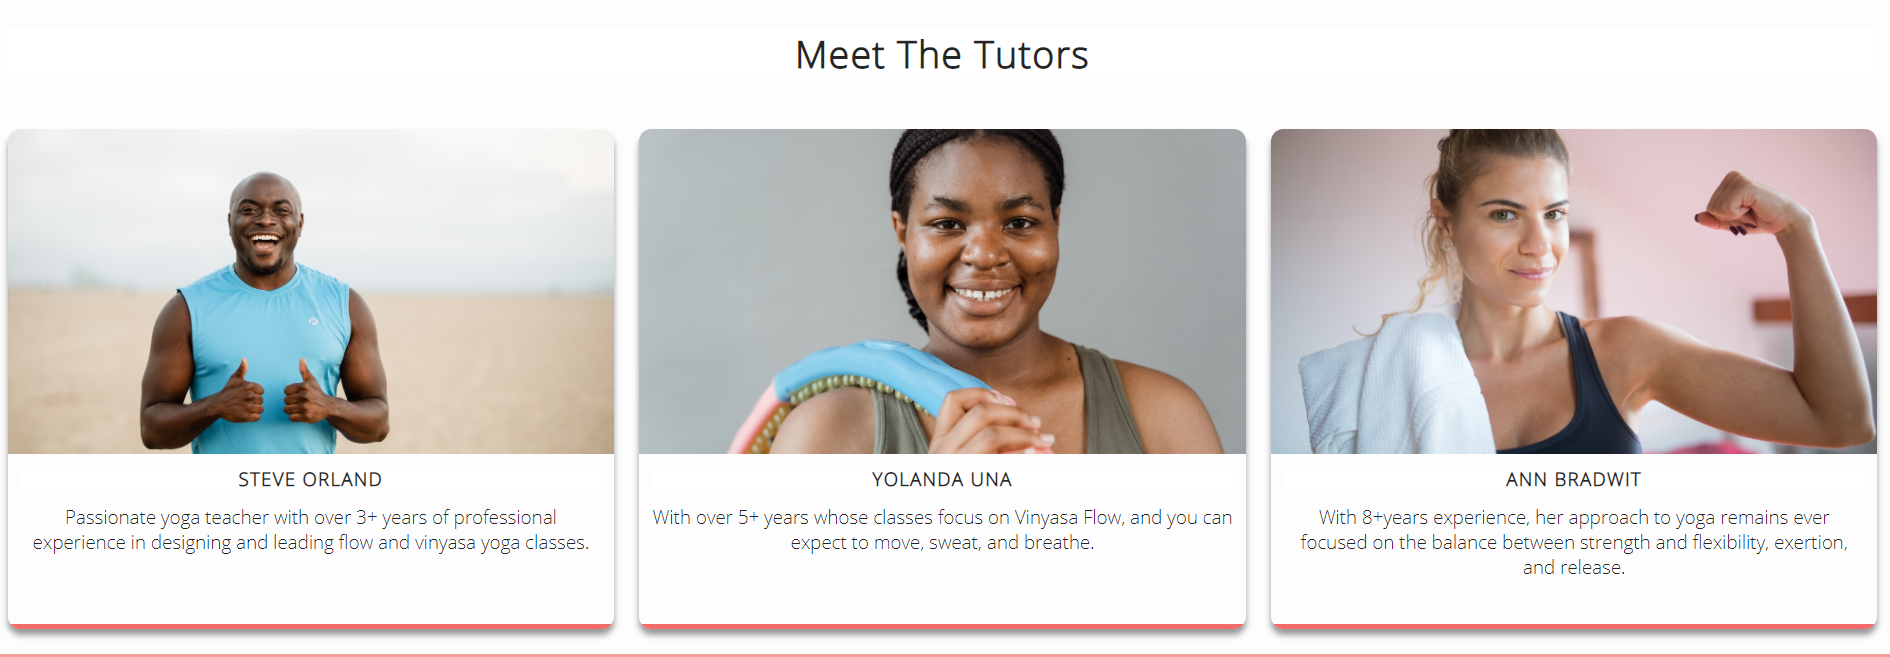 Meet The Tutors
STEVE ORLAND
Passionate yoga teacher with over 3+ years of professional
experience in designing and leading flow and vinyasa yoga classes.
YOLANDA UNA
With over 5+ years whose classes focus on Vinyasa Flow, and you can
expect to move, sweat, and breathe.
ANN BRADWIT
With 8+years experience, her approach to yoga remains ever
focused on the balance between strength and flexibility, exertion,
and release.